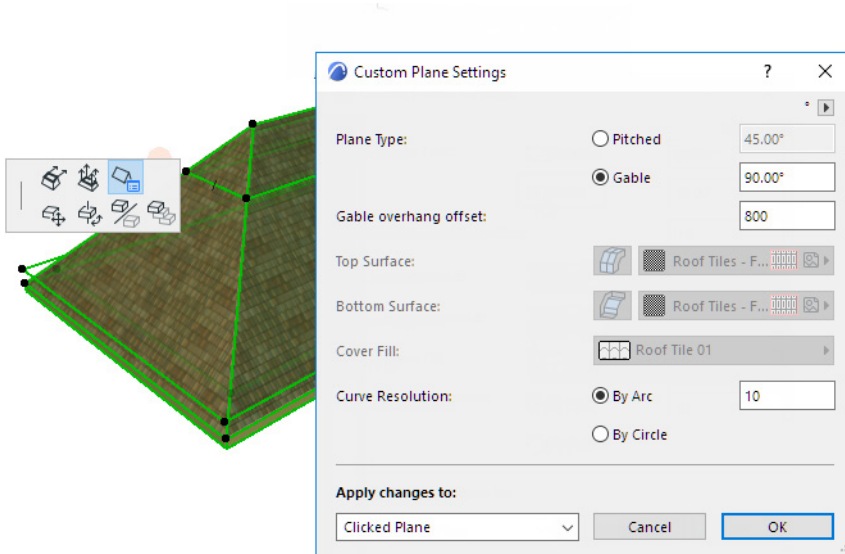 Custom Plane Settings
?
°
Plane Type:
Pitched
45.00°
Gable
90.00°
Gable overhang offset:
800
Top Surface:
Roof Tiles - F...
Bottom Surface:
Roof Tiles - F...
Cover Fill:
Roof Tile 01
Curve Resolution:
By Arc
10
By Circle
Apply changes to:
Clicked Plane
Cancel
OK